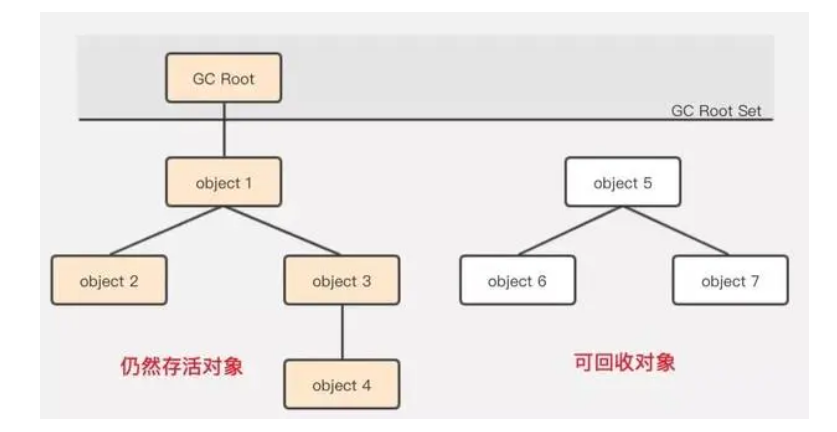 GC Root
GC Root Set
object 1
object 5
object 2
object 3
object 6
object 7
仍然存活对象
可回收对象
object 4